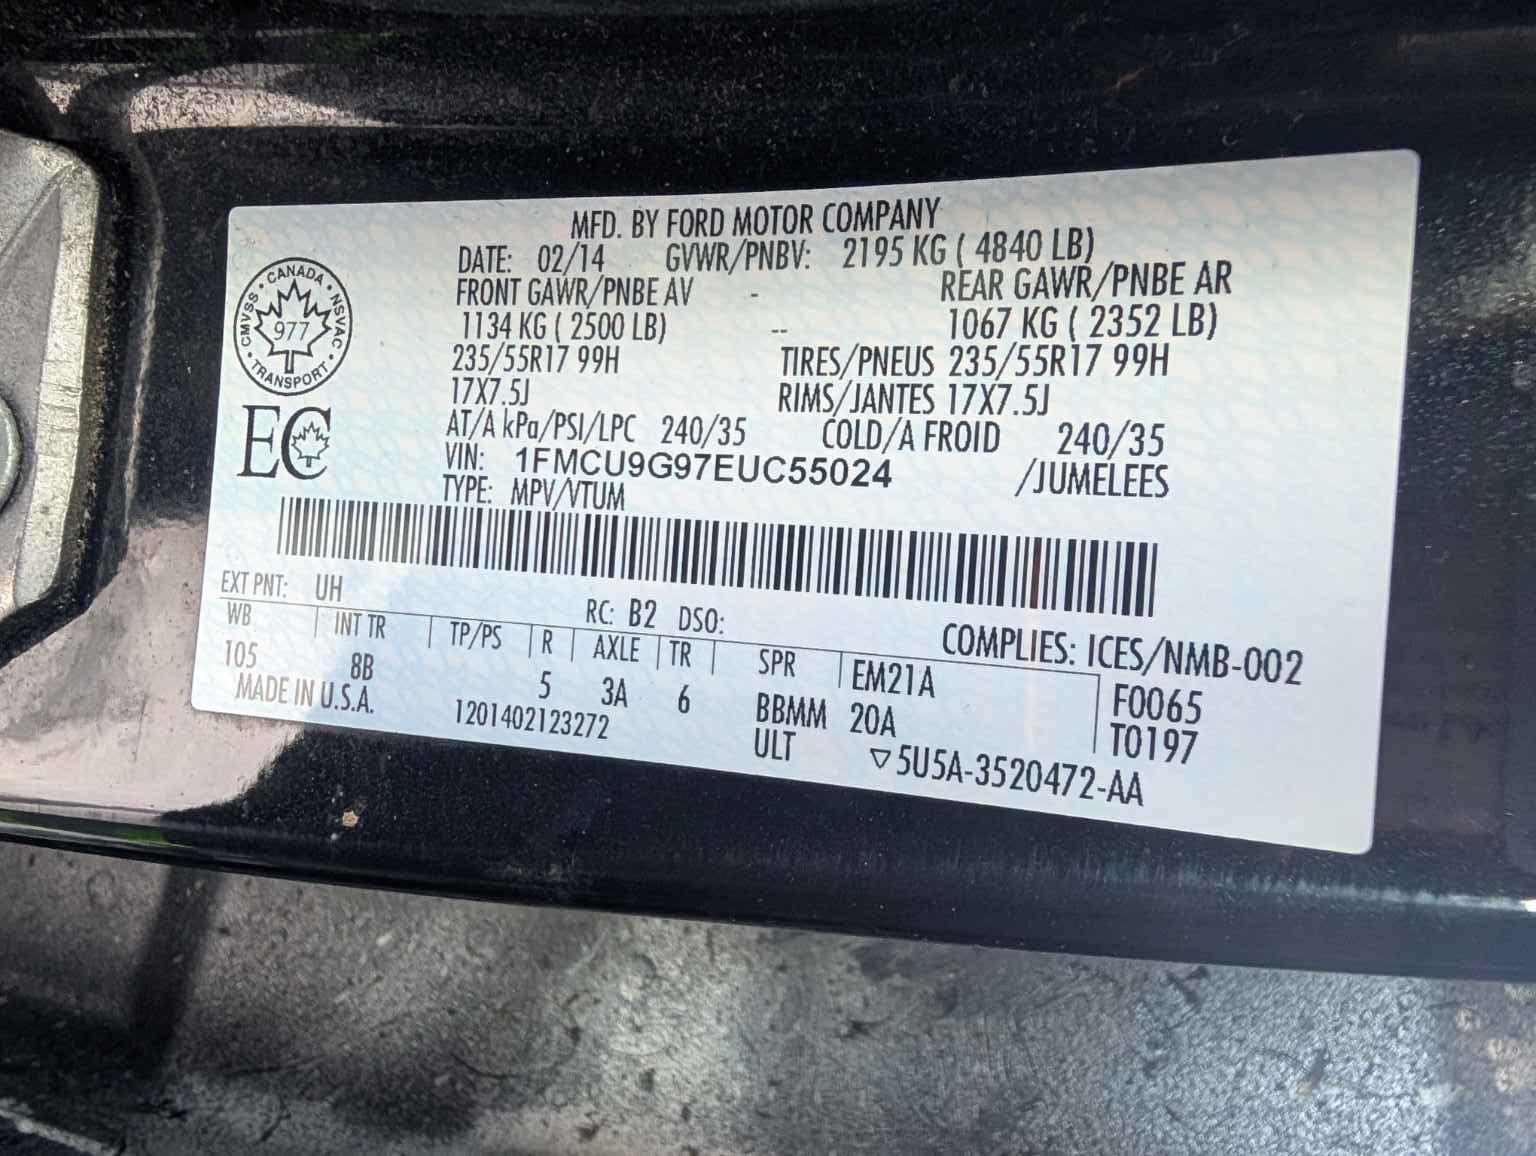 MFD. BY FORD MOTOR COMPANY
DATE: 02/14 GVWR/PNBV: 2195 KG ( 4840 LB)
FRONT GAWR/PNBE AV - REAR GAWR/PNBE AR
1134 KG ( 2500 LB) -- 1067 KG ( 2352 LB)
235/55R17 99H TIRES/PNEUS 235/55R17 99H
17X7.5J RIMS/JANTES 17X7.5J
AT/A kPa/PSI/LPC 240/35 COLD/A FROID 240/35
VIN: 1FMCU9G97EUC55024 /JUMELEES
TYPE: MPV/VTUM
CANADA
CMVSS NSVAC
977
TRANSPORT
EC
EXT PNT: UH RC: B2 DSO:
COMPLIES: ICES/NMB-002
WB INT TR TP/PS R AXLE TR SPR EM21A F0065
105 8B 5 3A 6 BBMM 20A T0197
MADE IN U.S.A. 1201402123272 ULT ▽5U5A-3520472-AA